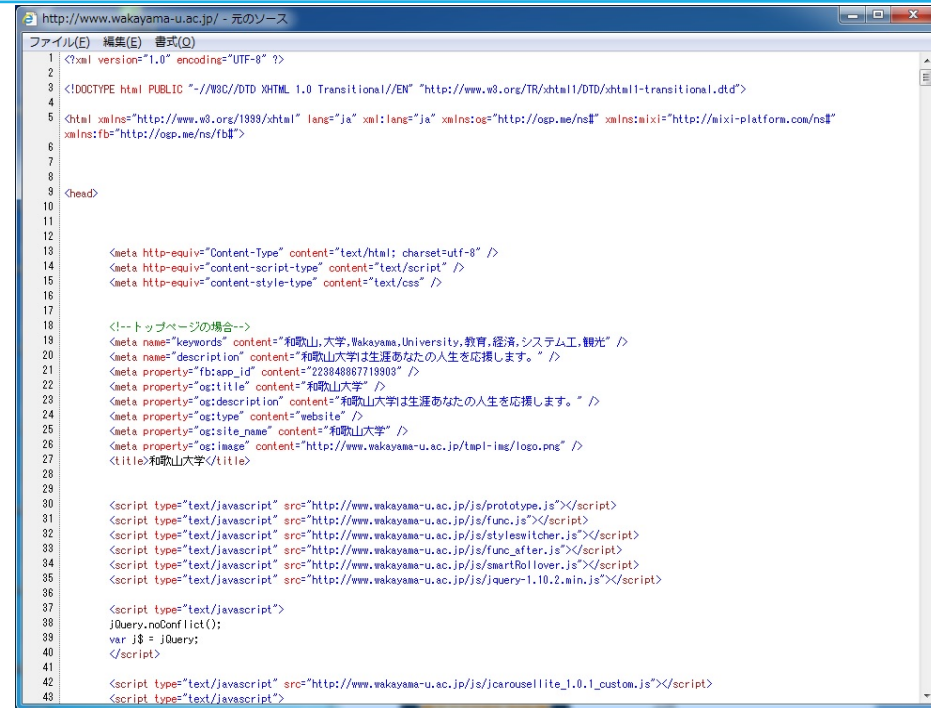 http://www.wakayama-u.ac.jp/ - 元のソース
ファイル(F) 編集(E) 書式(O)
1 <?xml version="1.0" encoding="UTF-8" ?>
2
3 <!DOCTYPE html PUBLIC "-//W3C//DTD XHTML 1.0 Transitional//EN" "http://www.w3.org/TR/xhtml1/DTD/xhtml1-transitional.dtd">
4
5 <html xmlns="http://www.w3.org/1999/xhtml" lang="ja" xml:lang="ja" xmlns:og="http://ogp.me/ns#" xmlns:mixi="http://mixi-platform.com/ns#"
xmlns:fb="http://ogp.me/ns/fb#">
6
7
8
9 <head>
10
11
12
13 <meta http-equiv="Content-Type" content="text/html; charset=utf-8" />
14 <meta http-equiv="content-script-type" content="text/script" />
15 <meta http-equiv="content-style-type" content="text/css" />
16
17
18 <!--トップページの場合-->
19 <meta name="keywords" content="和歌山,大学,Wakayama,University,教育,経済,システム工,観光" />
20 <meta name="description" content="和歌山大学は生涯あなたの人生を応援します。" />
21 <meta property="fb:app_id" content="223848867719903" />
22 <meta property="og:title" content="和歌山大学" />
23 <meta property="og:description" content="和歌山大学は生涯あなたの人生を応援します。" />
24 <meta property="og:type" content="website" />
25 <meta property="og:site_name" content="和歌山大学" />
26 <meta property="og:image" content="http://www.wakayama-u.ac.jp/tmpl-img/logo.png" />
27 <title>和歌山大学</title>
28
29
30 <script type="text/javascript" src="http://www.wakayama-u.ac.jp/js/prototype.js"></script>
31 <script type="text/javascript" src="http://www.wakayama-u.ac.jp/js/func.js"></script>
32 <script type="text/javascript" src="http://www.wakayama-u.ac.jp/js/styleswitcher.js"></script>
33 <script type="text/javascript" src="http://www.wakayama-u.ac.jp/js/func_after.js"></script>
34 <script type="text/javascript" src="http://www.wakayama-u.ac.jp/js/smartRollover.js"></script>
35 <script type="text/javascript" src="http://www.wakayama-u.ac.jp/js/jquery-1.10.2.min.js"></script>
36
37 <script type="text/javascript">
38 jQuery.noConflict();
39 var j$ = jQuery;
40 </script>
41
42 <script type="text/javascript" src="http://www.wakayama-u.ac.jp/js/jcarousellite_1.0.1_custom.js"></script>
43 <script type="text/javascript">